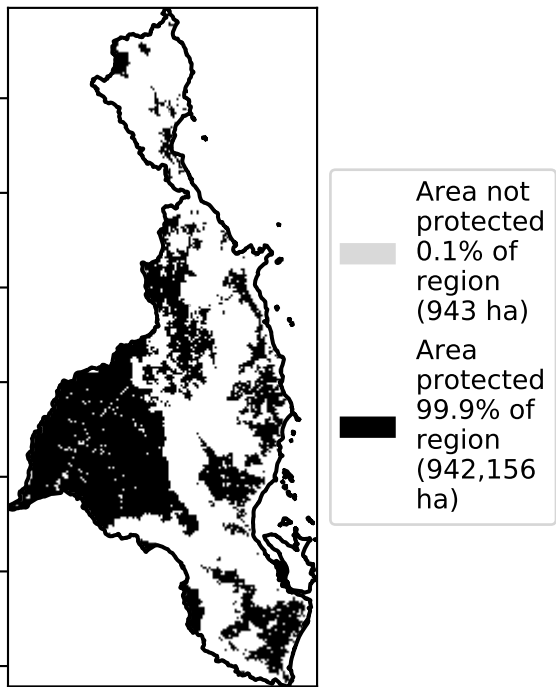 Area not
protected
0.1% of
region
(943 ha)
Area
protected
99.9% of
region
(942,156
ha)